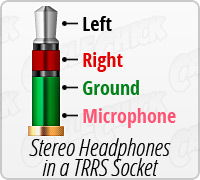 Left
Right
Ground
Microphone
Stereo Headphones
in a TRRS Socket